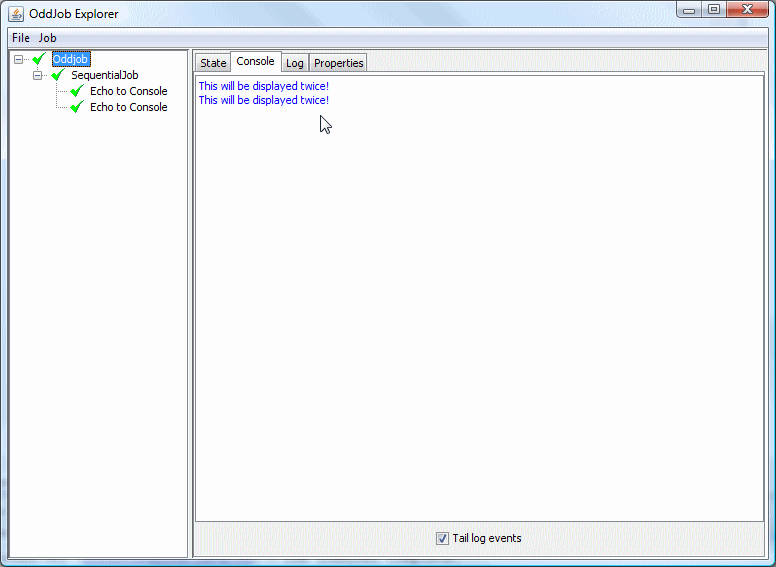 OddJob Explorer
File Job
Oddjob
SequentialJob
Echo to Console
Echo to Console
State Console Log Properties
This will be displayed twice!
This will be displayed twice!
Tail log events